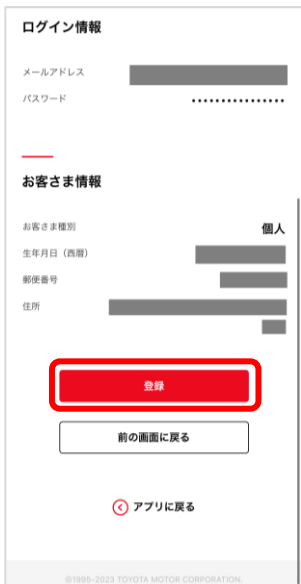 ログイン情報
メールアドレス
パスワード ••••••••••••••••
お客さま情報
お客さま種別 個人
生年月日（西暦）
郵便番号
住所
登録
前の画面に戻る
アプリに戻る
©1995-2023 TOYOTA MOTOR CORPORATION.